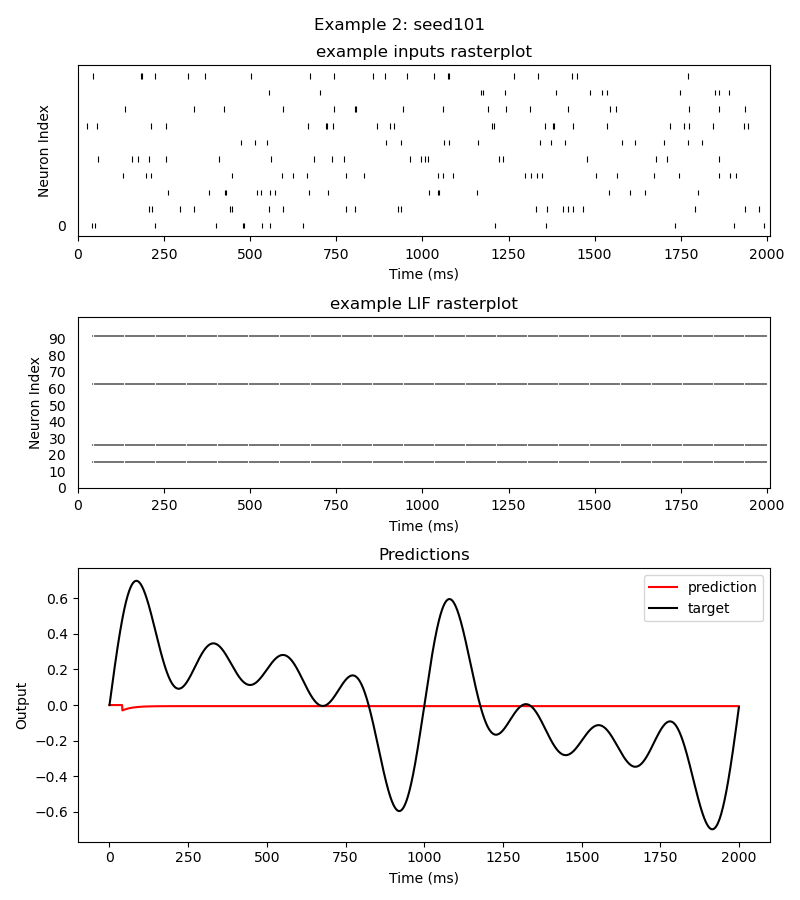 Example 2: seed101
example inputs rasterplot
Neuron Index
0
0 250 500 750 1000 1250 1500 1750 2000
Time (ms)
example LIF rasterplot
Neuron Index
90
80
70
60
50
40
30
20
10
0
0 250 500 750 1000 1250 1500 1750 2000
Time (ms)
Predictions
Output
0.6
0.4
0.2
0.0
−0.2
−0.4
−0.6
prediction
target
0 250 500 750 1000 1250 1500 1750 2000
Time (ms)